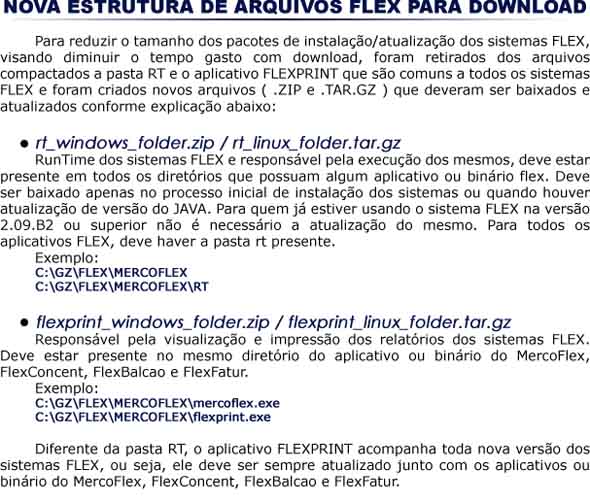 NOVA ESTRUTURA DE ARQUIVOS FLEX PARA DOWNLOAD
Para reduzir o tamanho dos pacotes de instalação/atualização dos sistemas FLEX,
visando diminuir o tempo gasto com download, foram retirados dos arquivos
compactados a pasta RT e o aplicativo FLEXPRINT que são comuns a todos os sistemas
FLEX e foram criados novos arquivos ( .ZIP e .TAR.GZ ) que deveram ser baixados e
atualizados conforme explicação abaixo:
● rt_windows_folder.zip / rt_linux_folder.tar.gz
RunTime dos sistemas FLEX e responsável pela execução dos mesmos, deve estar
presente em todos os diretórios que possuam algum aplicativo ou binário flex. Deve
ser baixado apenas no processo inicial de instalação dos sistemas ou quando houver
atualização de versão do JAVA. Para quem já estiver usando o sistema FLEX na versão
2.09.B2 ou superior não é necessário a atualização do mesmo. Para todos os
aplicativos FLEX, deve haver a pasta rt presente.
Exemplo:
C:\GZ\FLEX\MERCOFLEX
C:\GZ\FLEX\MERCOFLEX\RT
● flexprint_windows_folder.zip / flexprint_linux_folder.tar.gz
Responsável pela visualização e impressão dos relatórios dos sistemas FLEX.
Deve estar presente no mesmo diretório do aplicativo ou binário do MercoFlex,
FlexConcent, FlexBalcao e FlexFatur.
Exemplo:
C:\GZ\FLEX\MERCOFLEX\mercoflex.exe
C:\GZ\FLEX\MERCOFLEX\flexprint.exe
Diferente da pasta RT, o aplicativo FLEXPRINT acompanha toda nova versão dos
sistemas FLEX, ou seja, ele deve ser sempre atualizado junto com os aplicativos ou
binário do MercoFlex, FlexConcent, FlexBalcao e FlexFatur.